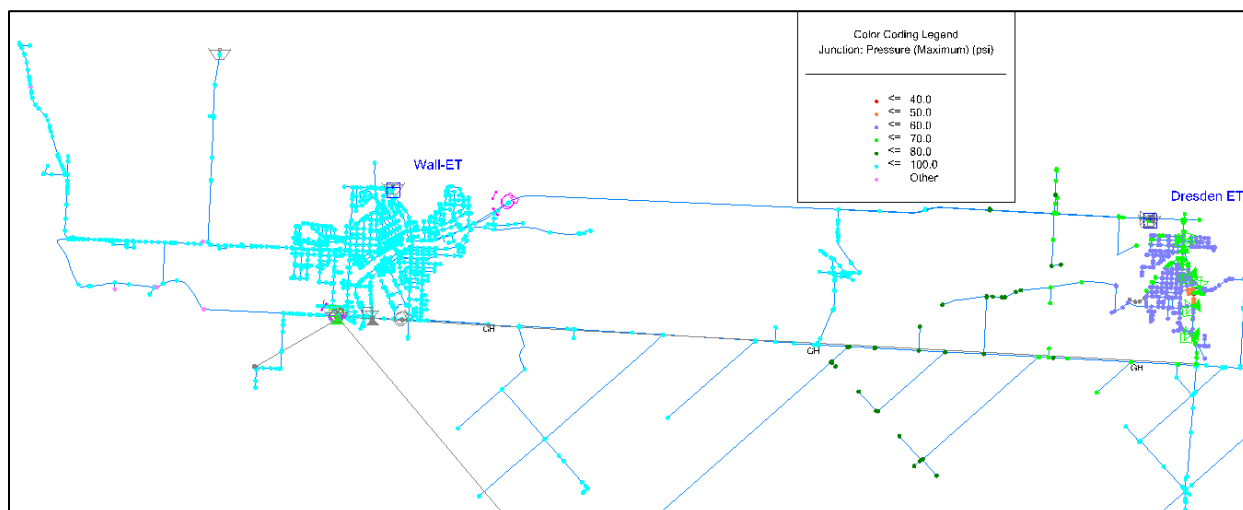 Color Coding Legend
Junction: Pressure (Maximum) (psi)
<= 40.0
<= 50.0
<= 60.0
<= 70.0
<= 80.0
<= 100.0
Other
Wall-ET
Dresden ET
GH
GH
GH